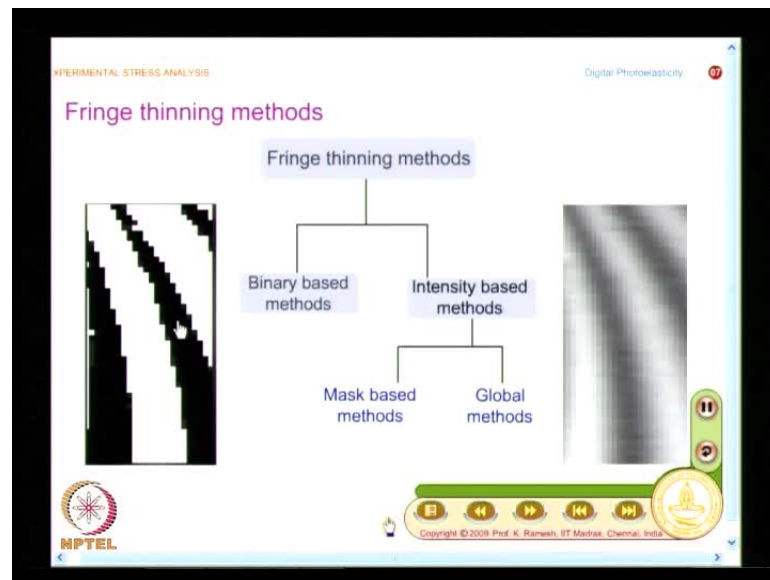 XPERIMENTAL STRESS ANALYSIS
Digital Photoelasticity 07
Fringe thinning methods
Fringe thinning methods
Binary based
methods
Intensity based
methods
Mask based
methods
Global
methods
NPTEL
Copyright © 2009 Prof. K. Ramesh, IIT Madras, Chennai, India